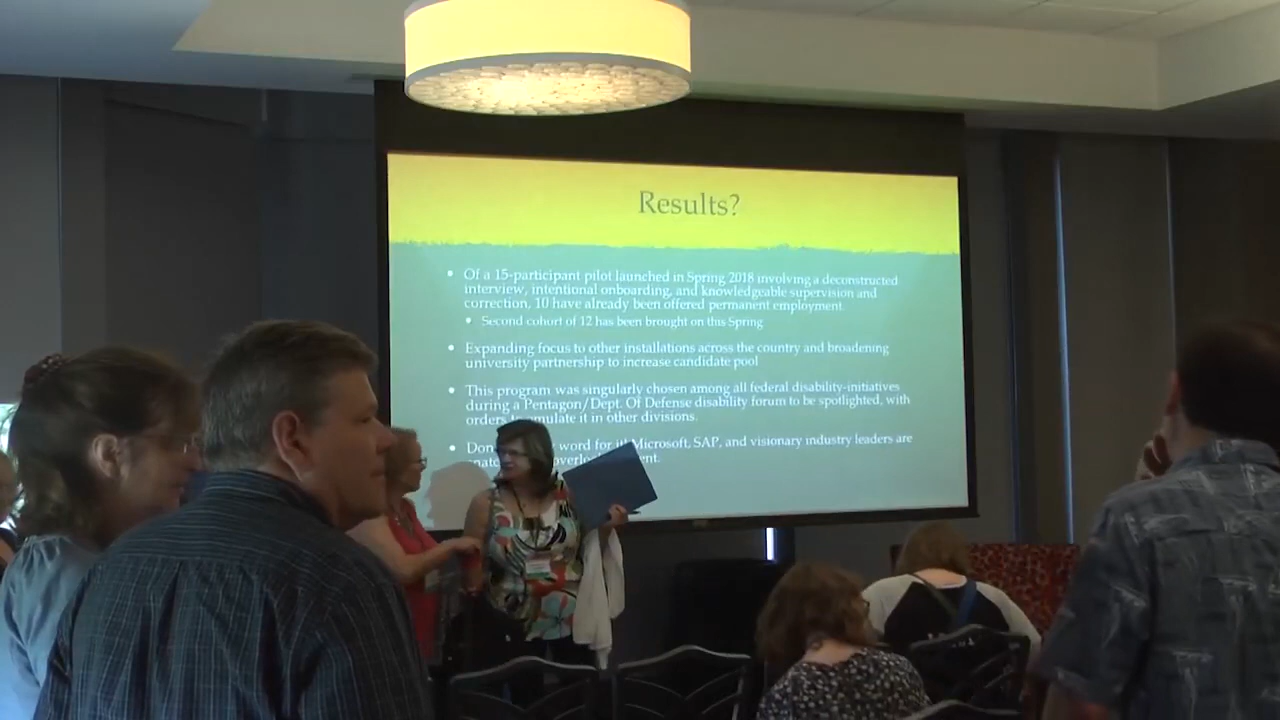 Results?
• Of a 15-participant pilot launched in Spring 2018 involving a deconstructed
interview, intentional onboarding, and knowledgeable supervision and
correction, 10 have already been offered permanent employment.
• Second cohort of 12 has been brought on this Spring
• Expanding focus to other installations across the country and broadening
university partnership to increase candidate pool
• This program was singularly chosen among all federal disability-initiatives
during a Pentagon/Dept. Of Defense disability forum to be spotlighted, with
orders emulate it in other divisions.
• word for it! Microsoft, SAP, and visionary industry leaders are